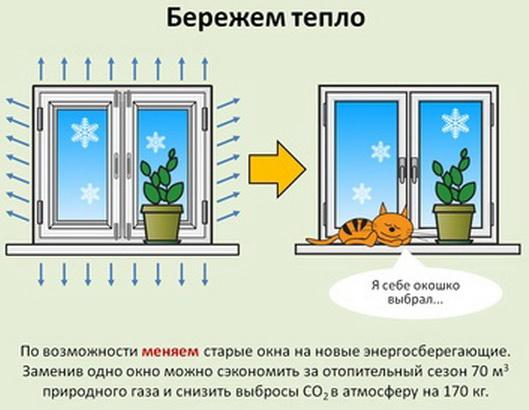 Бережем тепло
Я себе окошко
выбрал...
По возможности меняем старые окна на новые энергосберегающие.
Заменив одно окно можно сэкономить за отопительный сезон 70 м³
природного газа и снизить выбросы CO₂ в атмосферу на 170 кг.